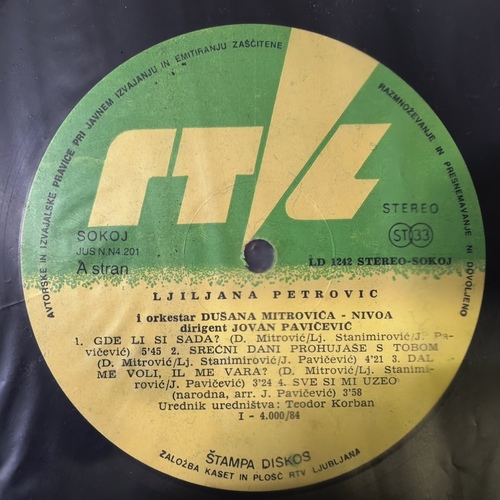 AVTORSKE IN IZVAJALSKE PRAVICE PRI JAVNEM IZVAJANJU IN EMITIRANJU ZAŠČITENE
RAZMNOŽEVANJE IN PRESNEMAVANJE NI DOVOLJENO
RTL
STEREO
SOKOJ
JUS N.N4 201
A stran
ST 33
LD 1242 STEREO-SOKOJ
LJILJANA PETROVIC
i orkestar DUŠANA MITROVIĆA - NIVOA
dirigent JOVAN PAVIČEVIĆ
1. GDE LI SI SADA? (D. Mitrović/Lj. Stanimirović/J. Pa-
vičević) 5'45 2. SREĆNI DANI PROHUJAŠE S TOBOM
(D. Mitrović/Lj. Stanimirović/J. Pavičević) 4'21 3. DAL
ME VOLI, IL ME VARA? (D. Mitrović/Lj. Stanimi-
rović/J. Pavičević) 3'24 4. SVE SI MI UZEO
(narodna, arr. J. Pavičević) 3'58
Urednik uredništva: Teodor Korban
I - 4.000/84
ŠTAMPA DISKOS
ZALOŽBA KASET IN PLOŠČ RTV LJUBLJANA